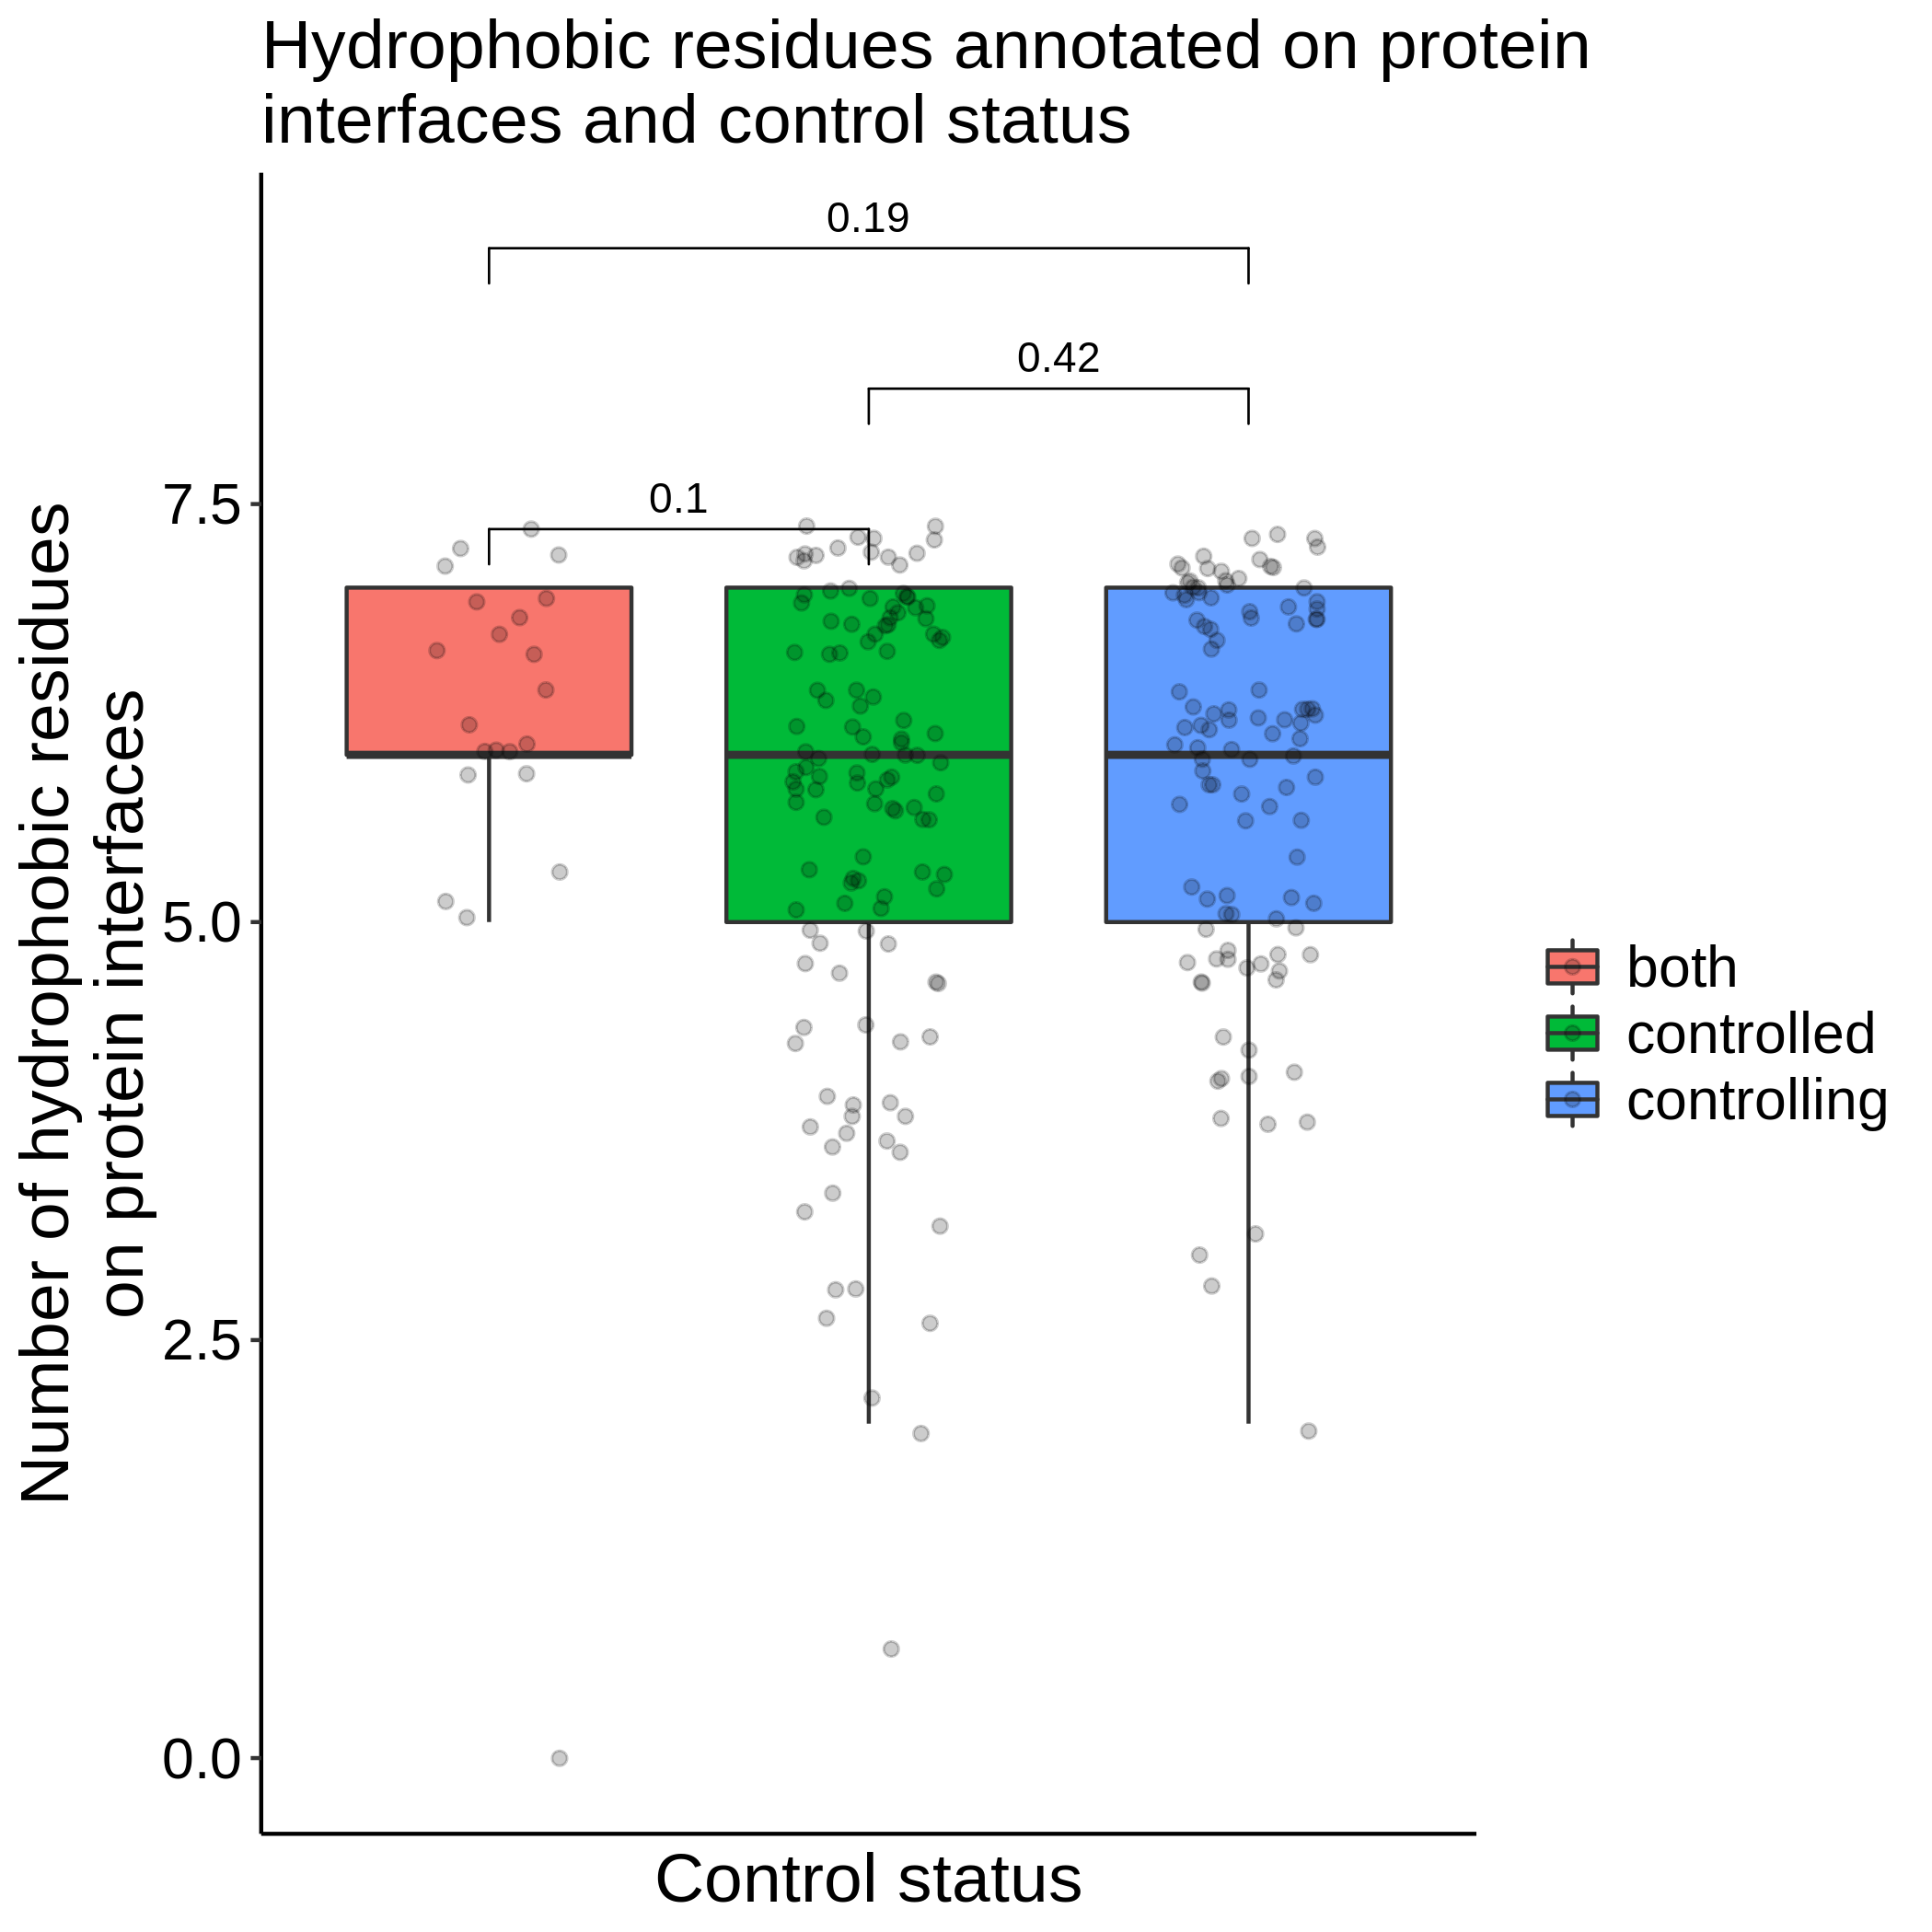 Hydrophobic residues annotated on protein
interfaces and control status
0.19
0.42
0.1
7.5
5.0
2.5
0.0
Number of hydrophobic residues
on protein interfaces
Control status
both
controlled
controlling